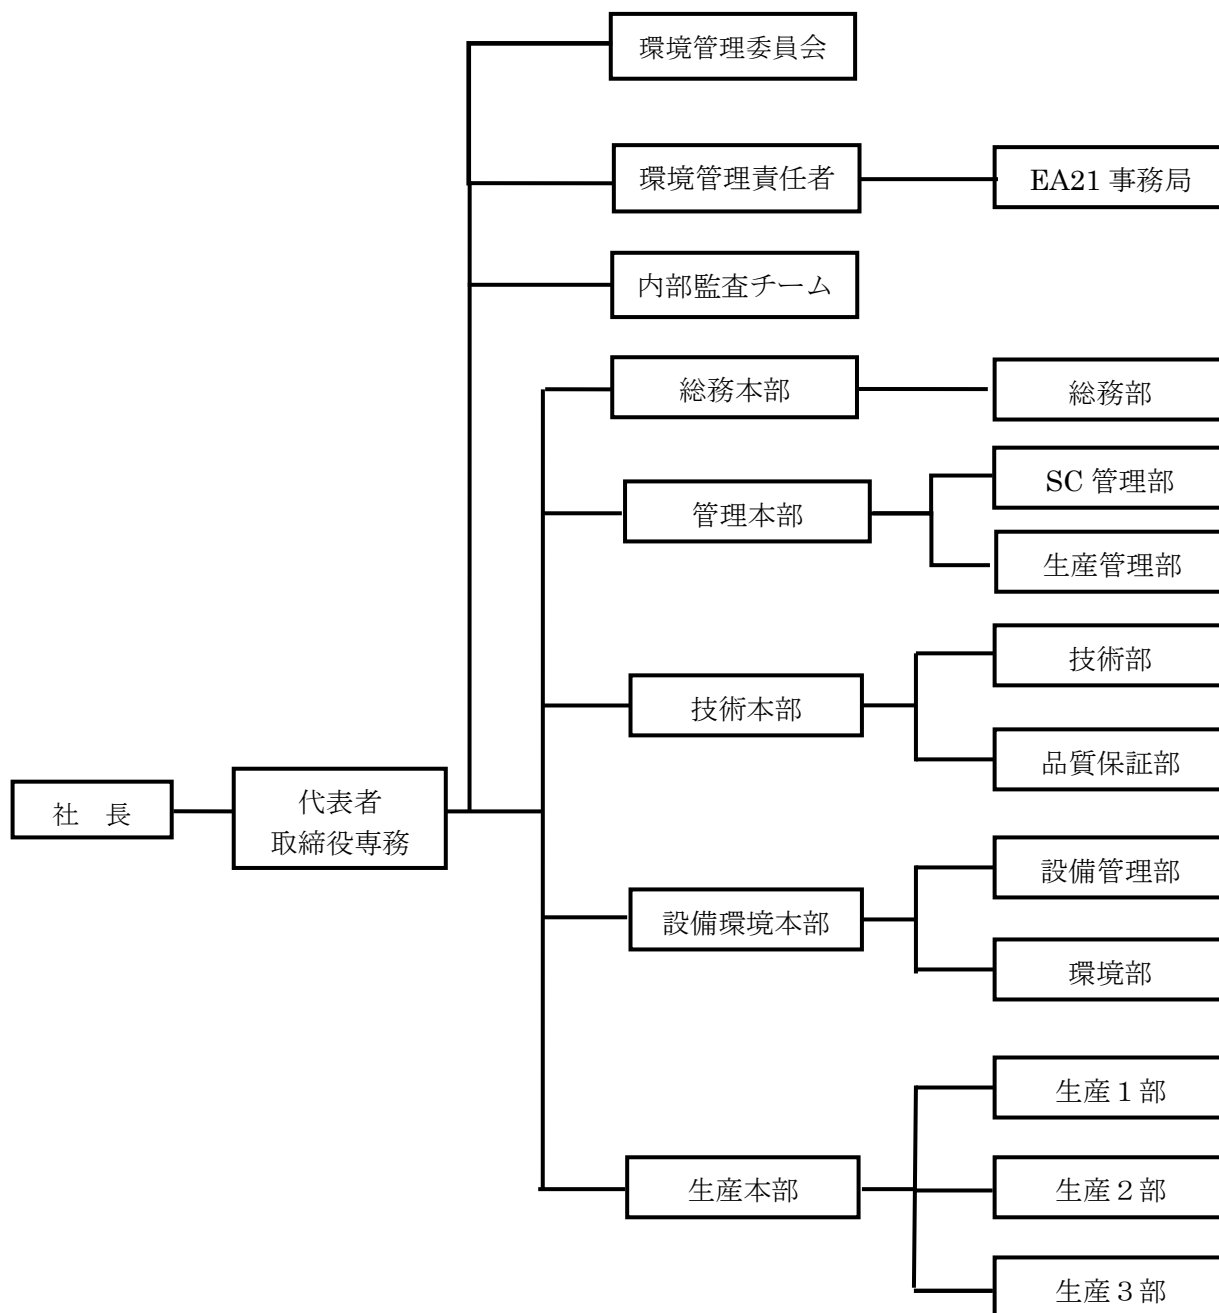 環境管理委員会
環境管理責任者
EA21 事務局
内部監査チーム
総務本部
総務部
管理本部
SC 管理部
生産管理部
技術本部
技術部
品質保証部
社　長
代表者
取締役専務
設備環境本部
設備管理部
環境部
生産本部
生産１部
生産２部
生産３部